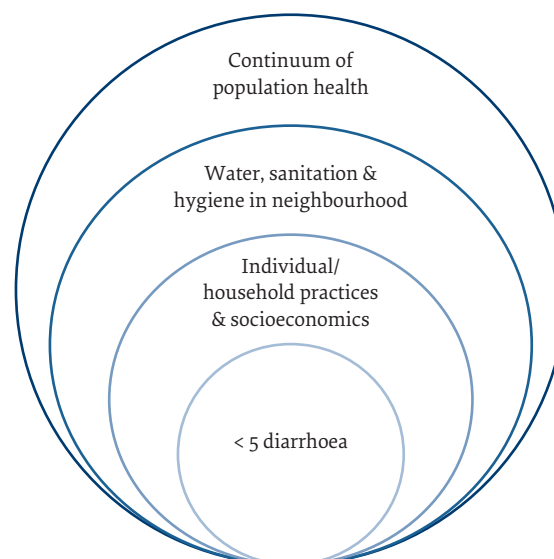 Continuum of
population health
Water, sanitation &
hygiene in neighbourhood
Individual/
household practices
& socioeconomics
< 5 diarrhoea